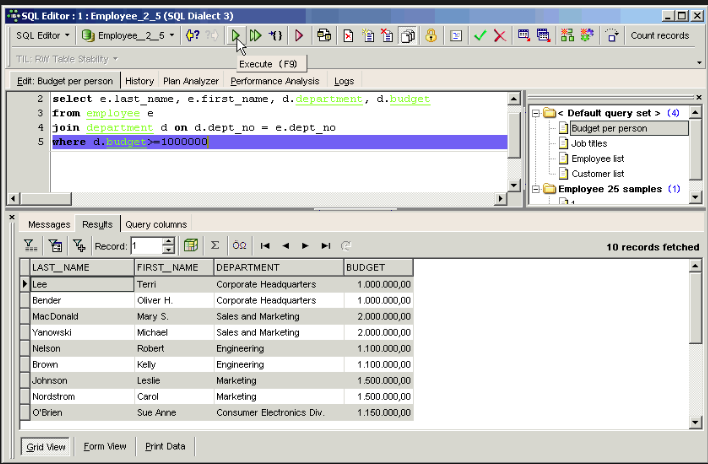 SQL Editor : 1 : Employee_2_5 (SQL Dialect 3)
SQL Editor Employee_2_5 Count records
TIL: R/W Table Stability
Execute (F9)
Edit: Budget per person History Plan Analyzer Performance Analysis Logs
2 select e.last_name, e.first_name, d.department, d.budget
3 from employee e
4 join department d on d.dept_no = e.dept_no
5 where d.budget>=1000000
< Default query set > (4)
Budget per person
Job titles
Employee list
Customer list
Employee 25 samples (1)
Messages Results Query columns
Record: 1 10 records fetched
LAST_NAME FIRST_NAME DEPARTMENT BUDGET
Lee Terri Corporate Headquarters 1.000.000,00
Bender Oliver H. Corporate Headquarters 1.000.000,00
MacDonald Mary S. Sales and Marketing 2.000.000,00
Yanowski Michael Sales and Marketing 2.000.000,00
Nelson Robert Engineering 1.100.000,00
Brown Kelly Engineering 1.100.000,00
Johnson Leslie Marketing 1.500.000,00
Nordstrom Carol Marketing 1.500.000,00
O'Brien Sue Anne Consumer Electronics Div. 1.150.000,00
Grid View Form View Print Data